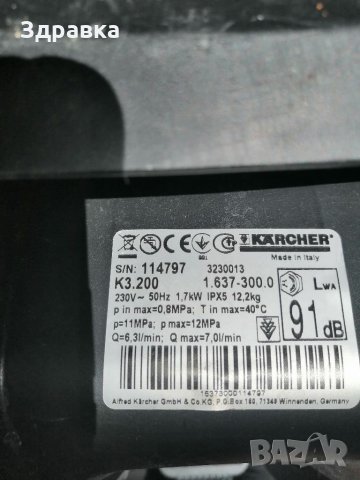 Здравка
KÄRCHER
Made in Italy
S/N: 114797 3230013
K3.200 1.637-300.0
230V~ 50Hz 1,7kW IPX5 12,2kg
p in max=0,8MPa; T in max=40°C
p=11MPa; p max=12MPa
Q=6,3l/min; Q max=7,0l/min
LWA
91 dB
16373000114797
Alfred Kärcher GmbH & Co KG, P.O.Box 160, 71349 Winnenden, Germany
BAZAR